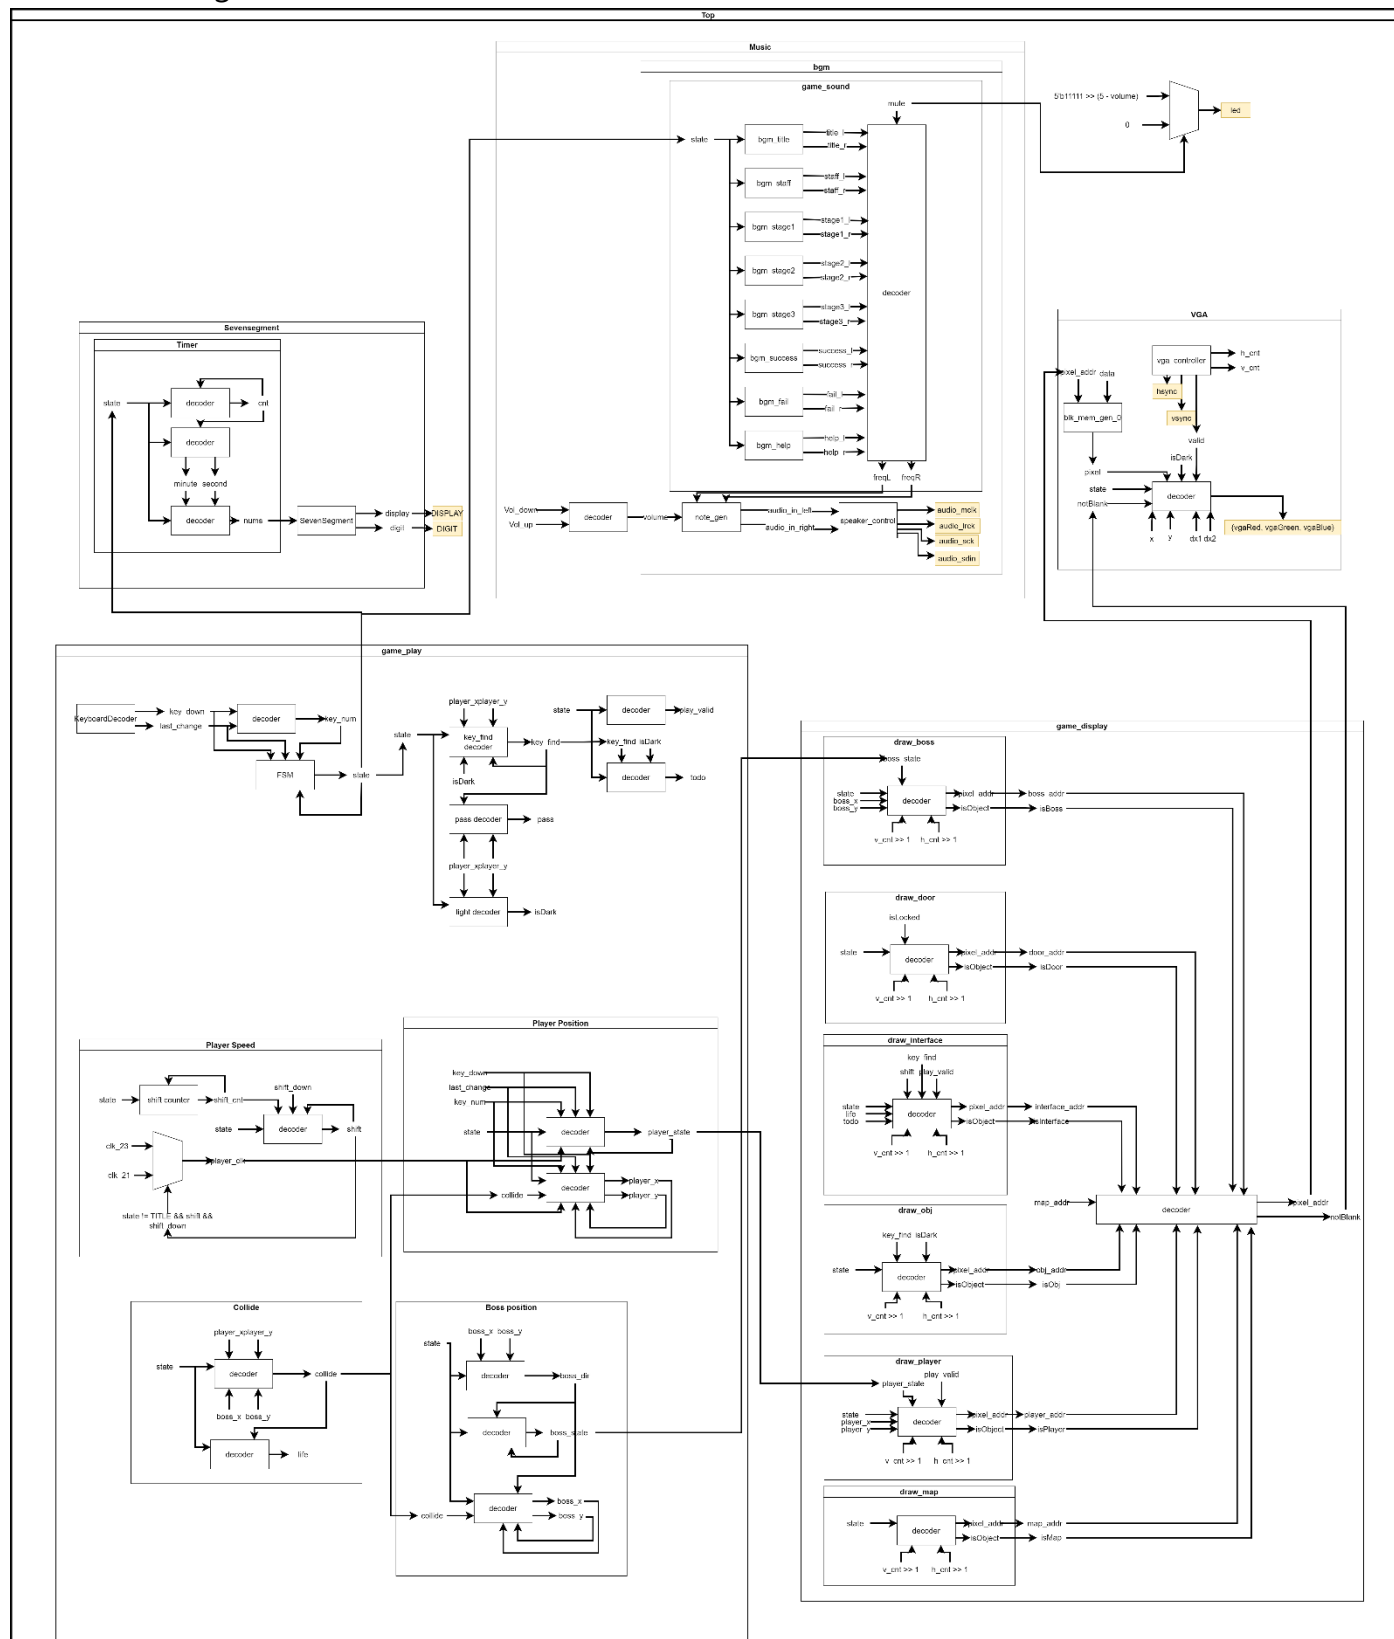 Top
Music
bgm
game_sound
mute
state
bgm_title
title_l
title_r
bgm_staff
staff_l
staff_r
bgm_stage1
stage1_l
stage1_r
bgm_stage2
stage2_l
stage2_r
bgm_stage3
stage3_l
stage3_r
bgm_success
success_l
success_r
bgm_fail
fail_l
fail_r
bgm_help
help_l
help_r
decoder
freqL
freqR
Vol_down
Vol_up
decoder
volume
note_gen
audio_in_left
audio_in_right
speaker_control
audio_mclk
audio_lrck
audio_sck
audio_sdin
5'b11111 >> (5 - volume)
0
led
Sevensegment
Timer
state
decoder
cnt
decoder
minute
second
decoder
nums
SevenSegment
display
digit
DISPLAY
DIGIT
VGA
pixel_addr
data
blk_mem_gen_0
vga_controller
h_cnt
v_cnt
hsync
vsync
valid
isDark
pixel
state
notBlank
decoder
x
y
dx1
dx2
{vgaRed, vgaGreen, vgaBlue}
game_play
KeyboardDecoder
key_down
last_change
decoder
key_num
FSM
state
state
player_x
player_y
key_find
decoder
key_find
isDark
pass decoder
pass
player_x
player_y
light decoder
isDark
state
decoder
play_valid
key_find
isDark
decoder
todo
Player Speed
state
shift counter
shift_cnt
shift_down
state
decoder
shift
clk_23
clk_21
player_clk
state != TITLE && shift &&
shift_down
Player Position
key_down
last_change
key_num
state
decoder
player_state
collide
decoder
player_x
player_y
Collide
player_x
player_y
state
decoder
collide
boss_x
boss_y
decoder
life
Boss position
state
boss_x
boss_y
decoder
boss_dir
decoder
boss_state
collide
decoder
boss_x
boss_y
game_display
draw_boss
boss_state
state
boss_x
boss_y
decoder
pixel_addr
isObject
boss_addr
isBoss
v_cnt >> 1
h_cnt >> 1
draw_door
isLocked
state
decoder
pixel_addr
isObject
door_addr
isDoor
v_cnt >> 1
h_cnt >> 1
draw_interface
key_find
shift
play_valid
state
life
todo
decoder
pixel_addr
isObject
interface_addr
isInterface
v_cnt >> 1
h_cnt >> 1
draw_obj
key_find
isDark
state
decoder
pixel_addr
isObject
obj_addr
isObj
v_cnt >> 1
h_cnt >> 1
draw_player
play_valid
player_state
state
player_x
player_y
decoder
pixel_addr
isObject
player_addr
isPlayer
v_cnt >> 1
h_cnt >> 1
draw_map
state
decoder
pixel_addr
isObject
map_addr
isMap
v_cnt >> 1
h_cnt >> 1
map_addr
decoder
pixel_addr
notBlank